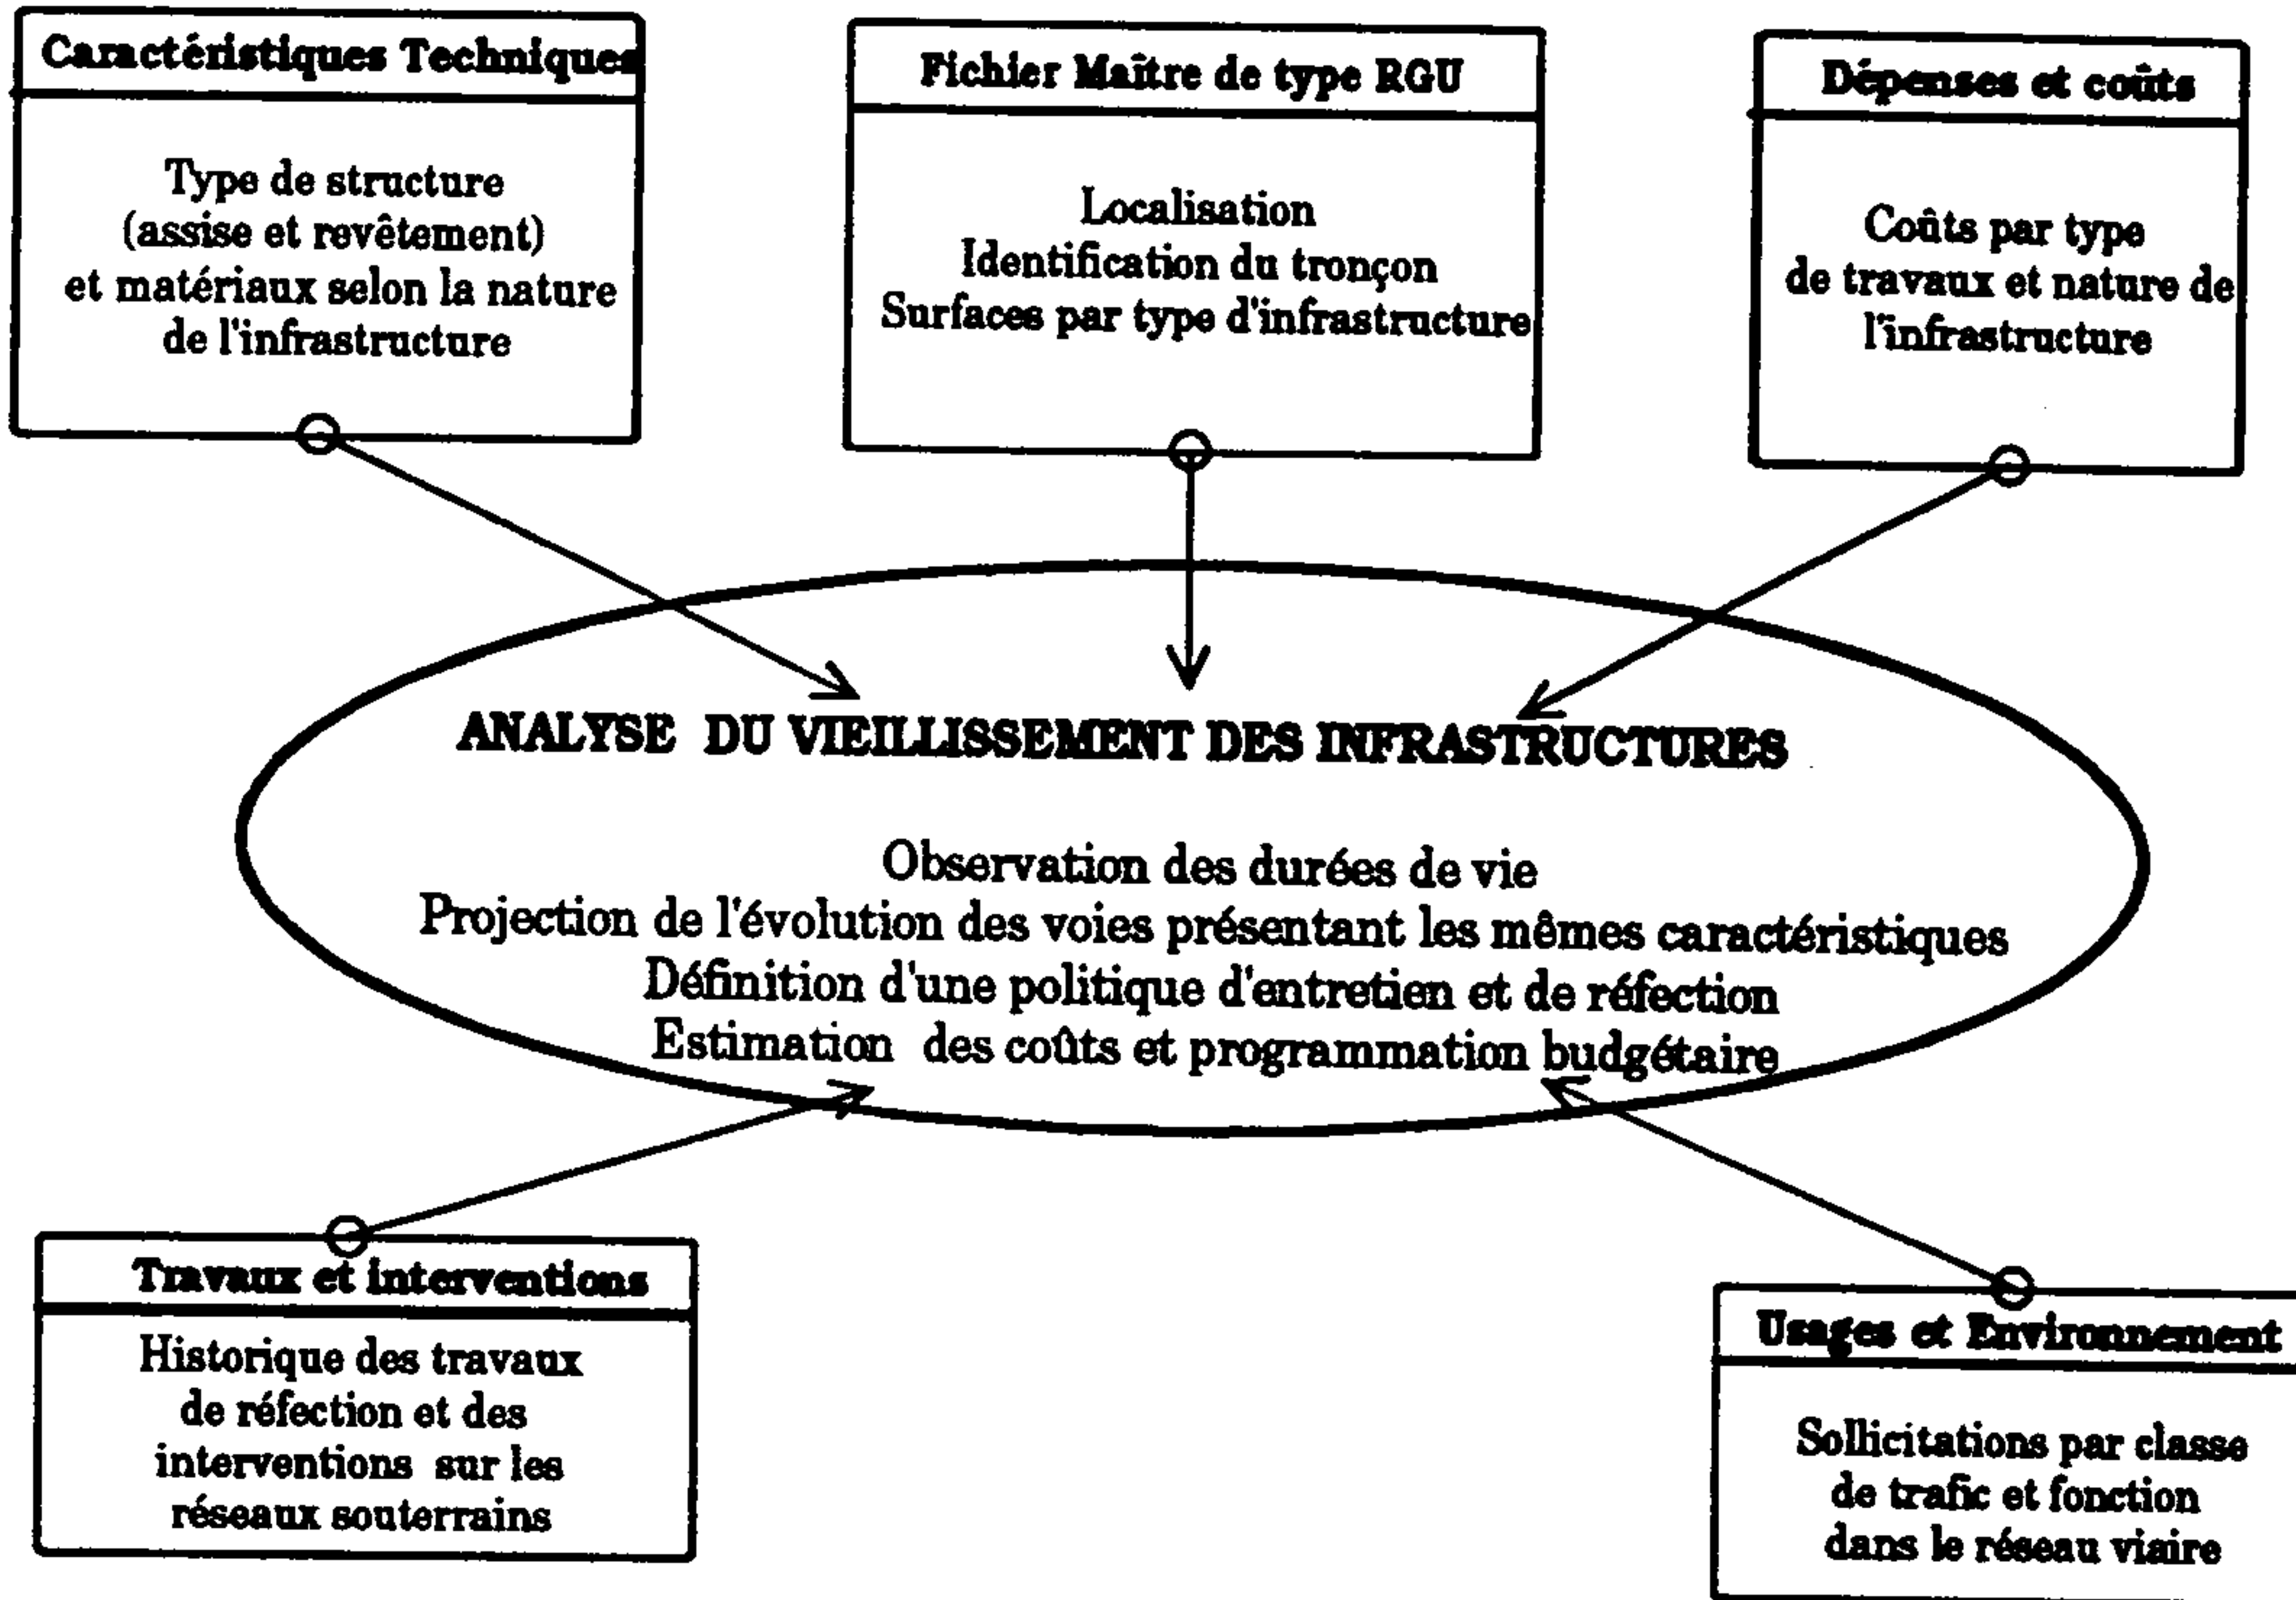 Caractéristiques Techniques
Type de structure
(assise et revêtement)
et matériaux selon la nature
de l'infrastructure
Fichier Maître de type RGU
Localisation
Identification du tronçon
Surfaces par type d'infrastructure
Dépenses et coûts
Coûts par type
de travaux et nature de
l'infrastructure
ANALYSE DU VIEILLISSEMENT DES INFRASTRUCTURES
Observation des durées de vie
Projection de l'évolution des voies présentant les mêmes caractéristiques
Définition d'une politique d'entretien et de réfection
Estimation des coûts et programmation budgétaire
Travaux et interventions
Historique des travaux
de réfection et des
interventions sur les
réseaux souterrains
Usages et Environnement
Sollicitations par classe
de trafic et fonction
dans le réseau viaire